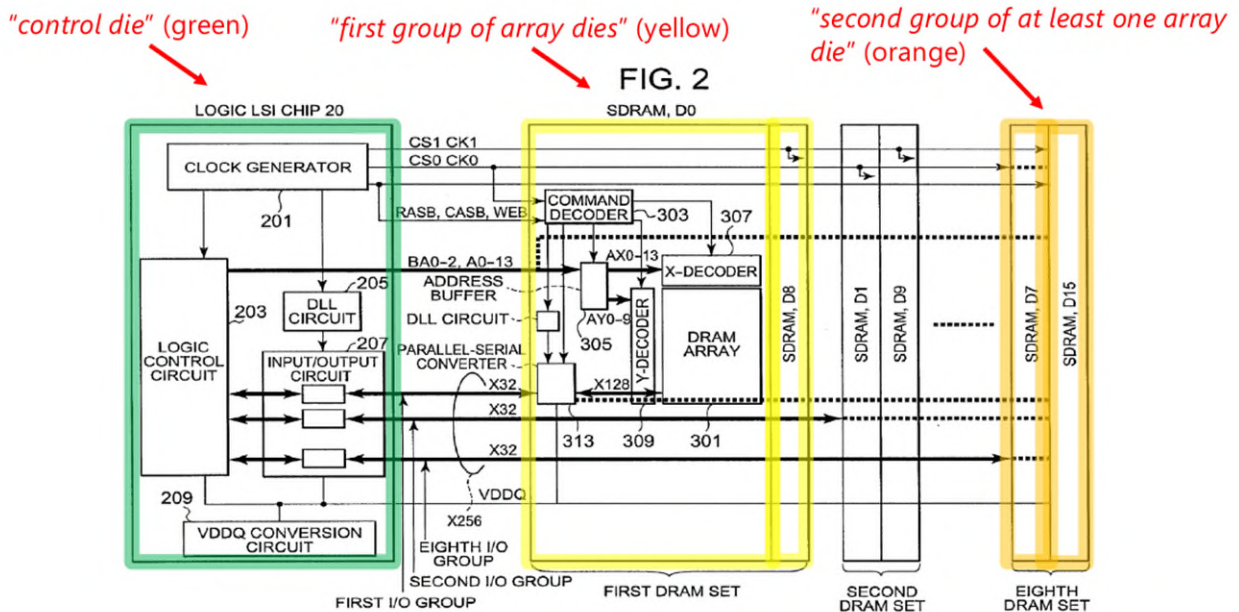 "control die" (green)
"first group of array dies" (yellow)
"second group of at least one array
die" (orange)
FIG. 2
LOGIC LSI CHIP 20
SDRAM, D0
CLOCK GENERATOR
201
CS1 CK1
CS0 CK0
RASB, CASB, WEB
COMMAND
DECODER
303
307
BA0-2, A0-13
AX0-13
X-DECODER
ADDRESS
BUFFER
AY0-9
305
203
205
DLL
CIRCUIT
DLL CIRCUIT
LOGIC
CONTROL
CIRCUIT
207
INPUT/OUTPUT
CIRCUIT
PARALLEL-SERIAL
CONVERTER
Y-DECODER
DRAM
ARRAY
X32
X128
X32
313
309
301
X32
VDDQ
X256
209
VDDQ CONVERSION
CIRCUIT
SDRAM, D8
SDRAM, D1
SDRAM, D9
SDRAM, D7
SDRAM, D15
EIGHTH I/O
GROUP
SECOND I/O GROUP
FIRST I/O GROUP
FIRST DRAM SET
SECOND
DRAM SET
EIGHTH
DRAM SET